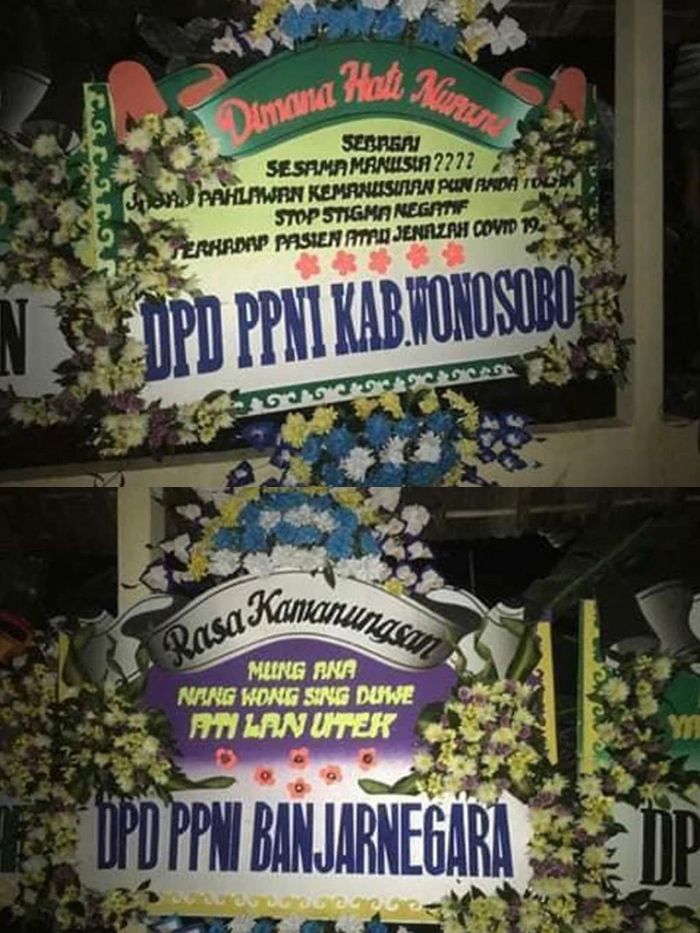 Dimana Hati Nurani
SEBAGAI
SESAMA MANUSIA????
JASAD PAHLAWAN KEMANUSIAAN PUN ANDA TOLAK
STOP STIGMA NEGATIF
TERHADAP PASIEN ATAU JENAZAH COVID 19
DPD PPNI KAB.WONOSOBO
N
Rasa Kamanungsan
MUNG ANA
NANG WONG SING DUWE
ATI LAN UTEK
DPD PPNI BANJARNEGARA
DP